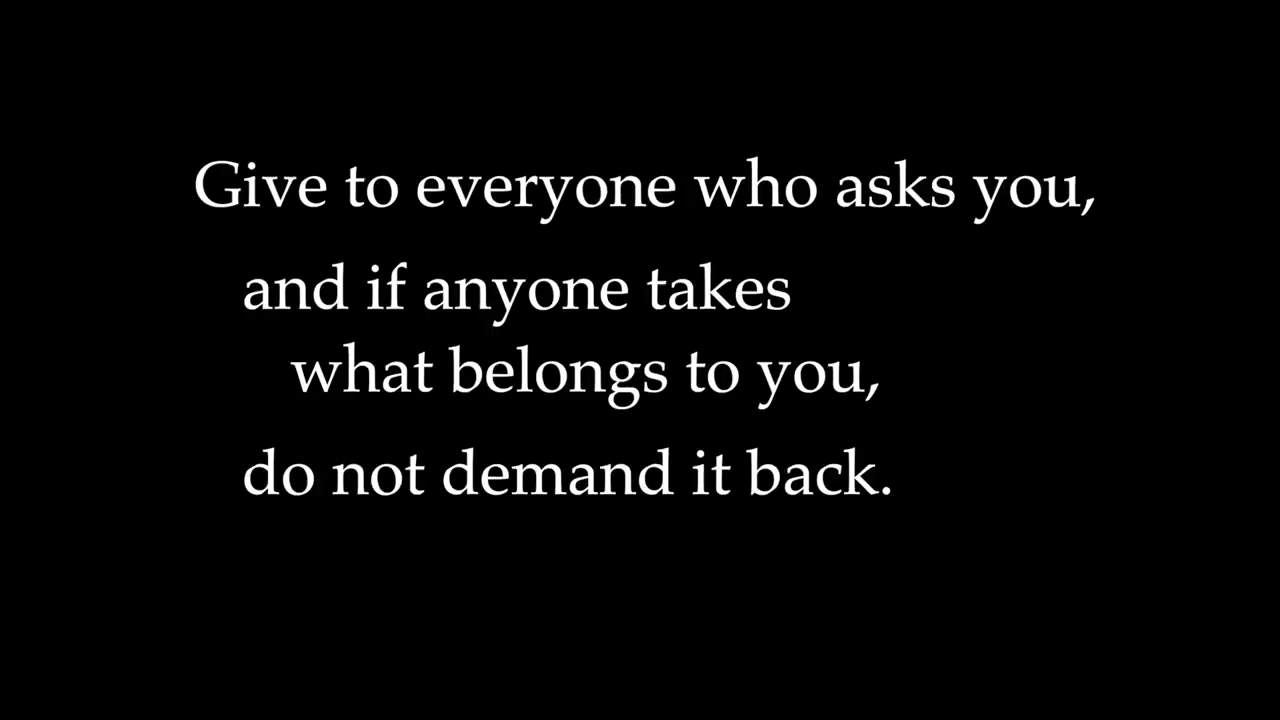 Give to everyone who asks you,
and if anyone takes
what belongs to you,
do not demand it back.